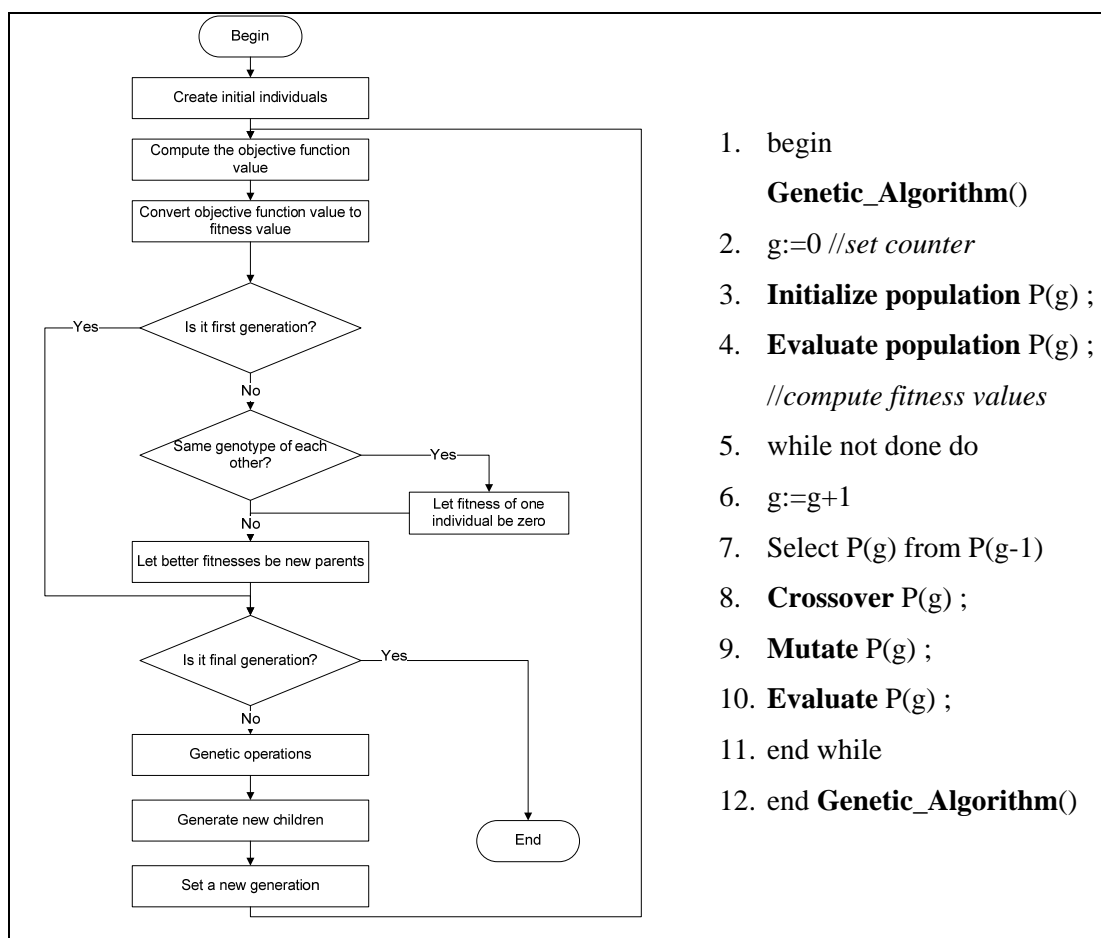 Begin
Create initial individuals
Compute the objective function
value
Convert objective function value to
fitness value
Is it first generation?
Yes
No
Same genotype of each
other?
Yes
Let fitness of one
individual be zero
No
Let better fitnesses be new parents
Is it final generation?
Yes
No
Genetic operations
Generate new children
Set a new generation
End
1. begin
Genetic_Algorithm()
2. g:=0 //set counter
3. Initialize population P(g) ;
4. Evaluate population P(g) ;
//compute fitness values
5. while not done do
6. g:=g+1
7. Select P(g) from P(g-1)
8. Crossover P(g) ;
9. Mutate P(g) ;
10. Evaluate P(g) ;
11. end while
12. end Genetic_Algorithm()